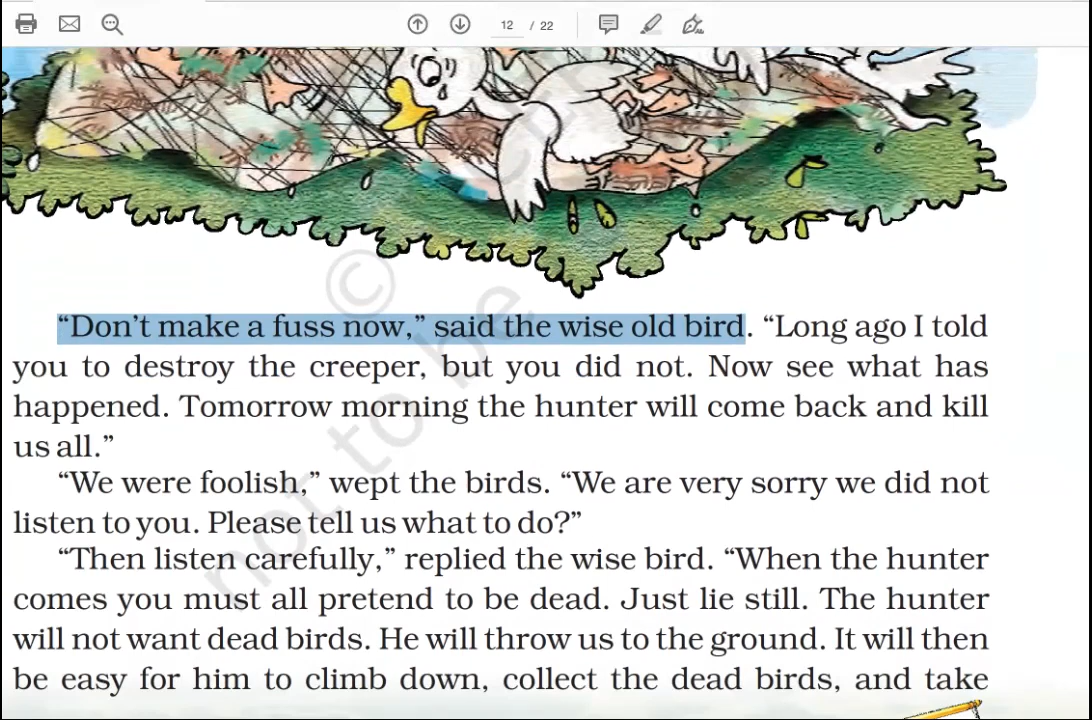 12 / 22
“Don’t make a fuss now,” said the wise old bird. “Long ago I told
you to destroy the creeper, but you did not. Now see what has
happened. Tomorrow morning the hunter will come back and kill
us all.”
“We were foolish,” wept the birds. “We are very sorry we did not
listen to you. Please tell us what to do?”
“Then listen carefully,” replied the wise bird. “When the hunter
comes you must all pretend to be dead. Just lie still. The hunter
will not want dead birds. He will throw us to the ground. It will then
be easy for him to climb down, collect the dead birds, and take
© not to be